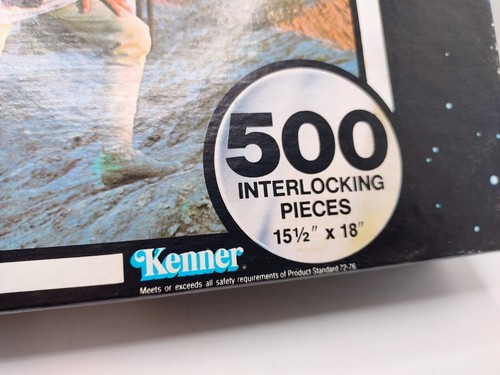 500
INTERLOCKING
PIECES
15½" x 18"
Kenner
Meets or exceeds all safety requirements of Product Standard 72-76